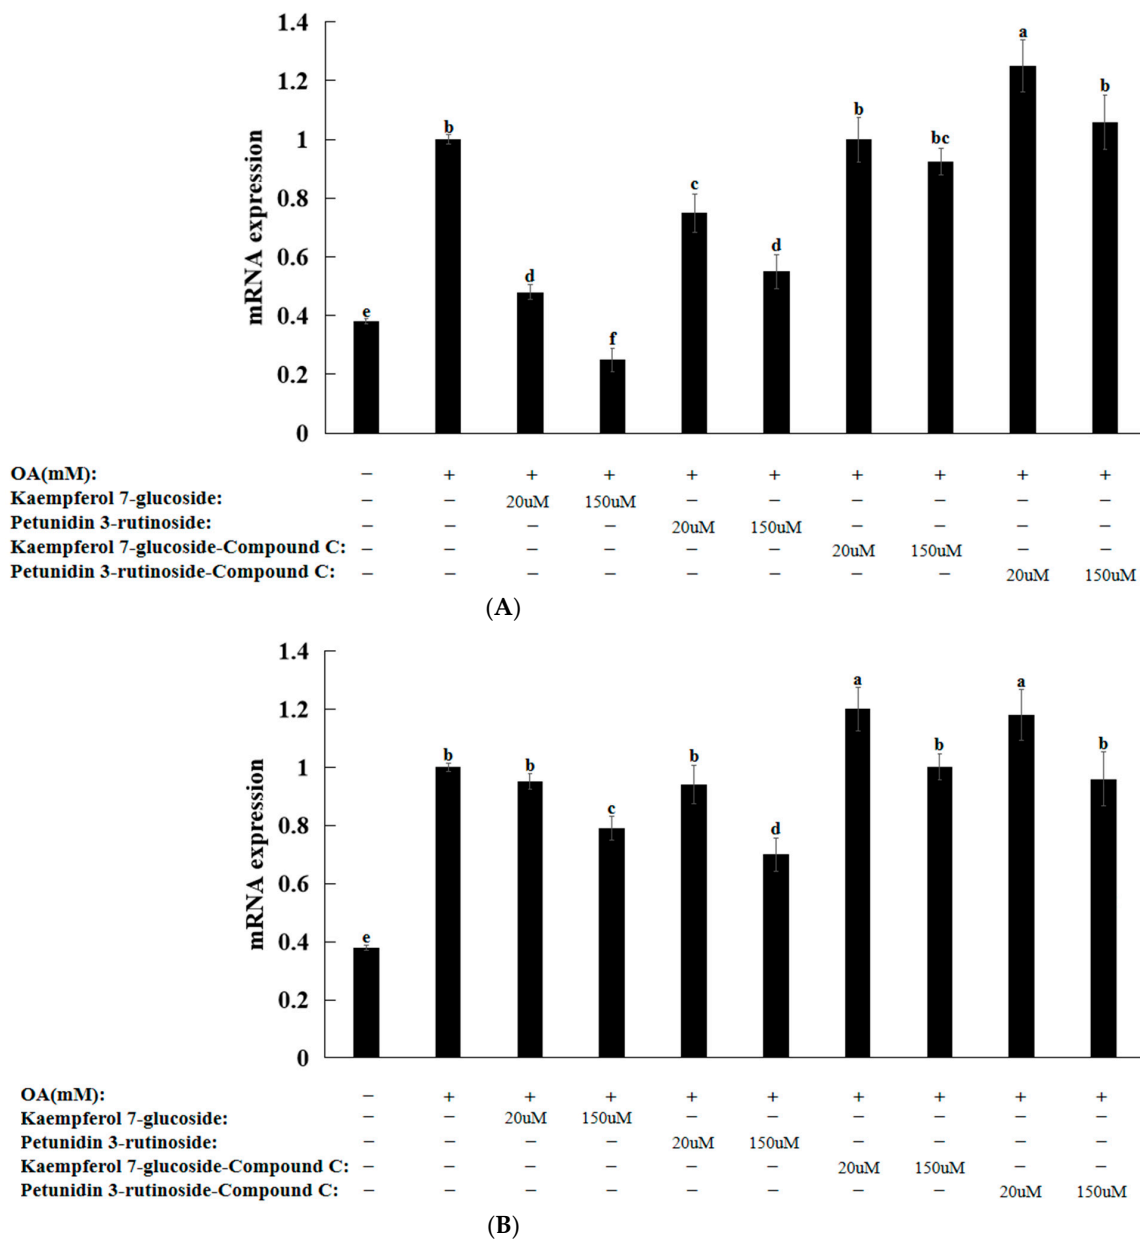 1.4
1.2
1
0.8
0.6
0.4
0.2
0
mRNA expression
e b d f c d b bc a b
OA(mM): − + + + + + + + + +
Kaempferol 7-glucoside: − − 20uM 150uM − − − − − −
Petunidin 3-rutinoside: − − − − 20uM 150uM − − − −
Kaempferol 7-glucoside-Compound C: − − − − − − 20uM 150uM − −
Petunidin 3-rutinoside-Compound C: − − − − − − − − 20uM 150uM
(A)
1.4
1.2
1
0.8
0.6
0.4
0.2
0
mRNA expression
e b b c b d a b a b
OA(mM): − + + + + + + + + +
Kaempferol 7-glucoside: − − 20uM 150uM − − − − − −
Petunidin 3-rutinoside: − − − − 20uM 150uM − − − −
Kaempferol 7-glucoside-Compound C: − − − − − − 20uM 150uM − −
Petunidin 3-rutinoside-Compound C: − − − − − − − − 20uM 150uM
(B)